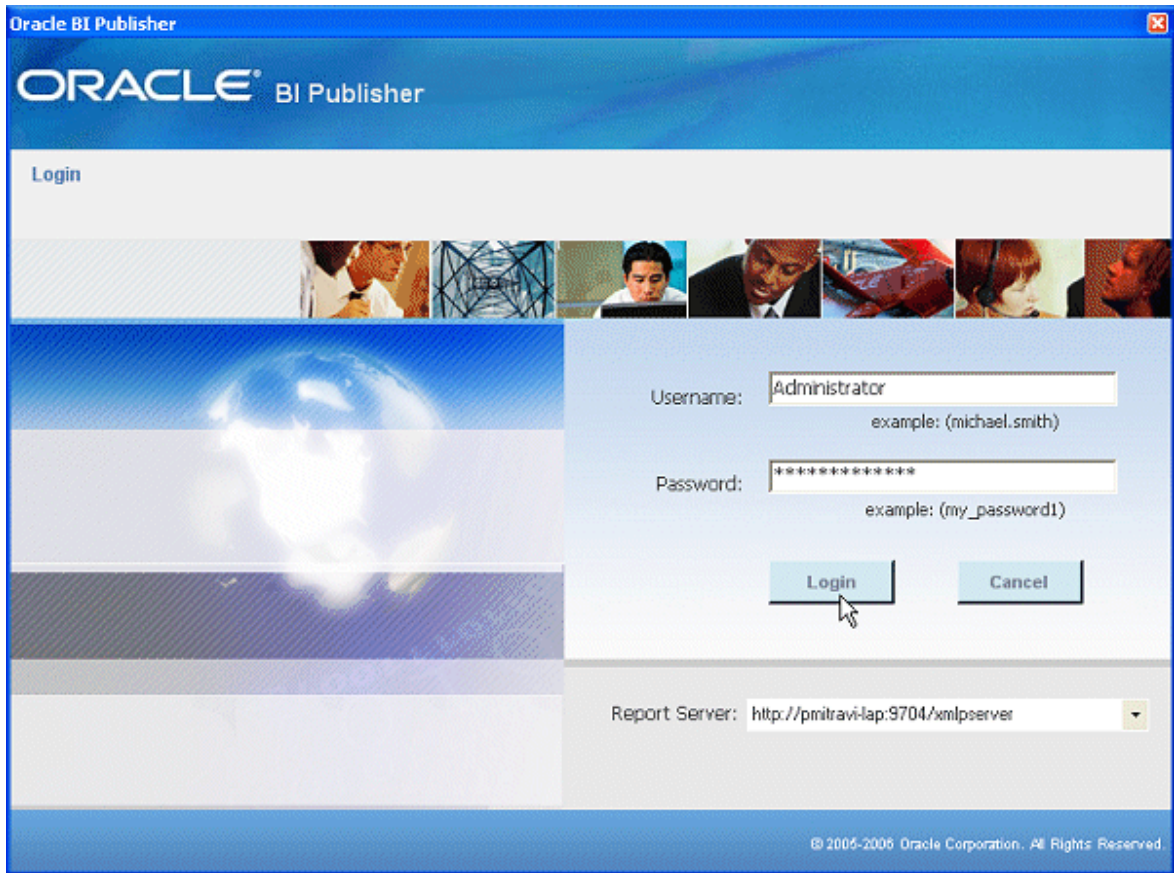 Oracle BI Publisher
ORACLE® BI Publisher
Login
Username: Administrator
example: (michael.smith)
Password: *************
example: (my_password1)
Login Cancel
Report Server: http://pmitravi-lap:9704/xmlpserver
© 2005-2006 Oracle Corporation. All Rights Reserved.